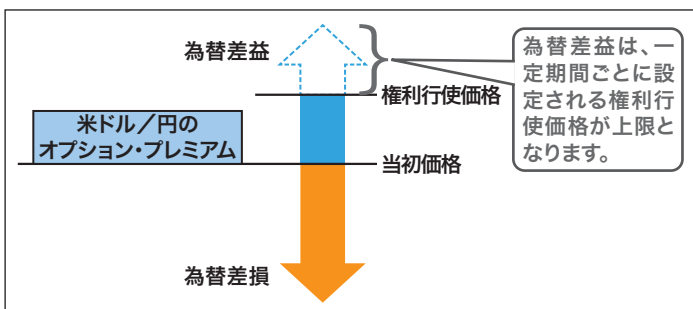 為替差益
権利行使価格
米ドル／円の
オプション・プレミアム
当初価格
為替差損
為替差益は、一
定期間ごとに設
定される権利行
使価格が上限と
なります。